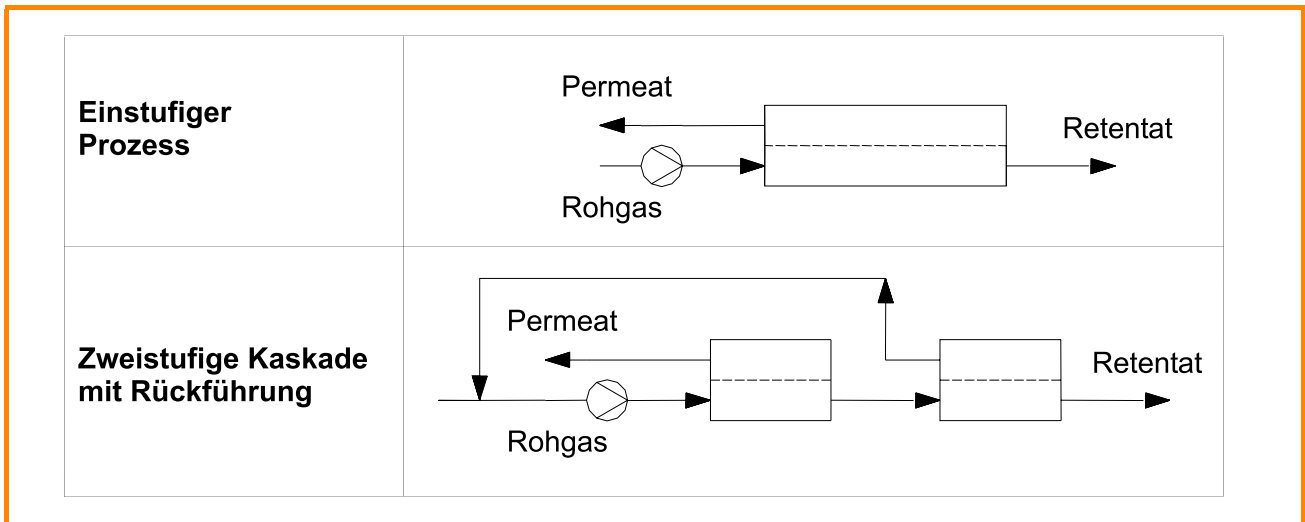 Einstufiger
Prozess
Permeat
Retentat
Rohgas
Zweistufige Kaskade
mit Rückführung
Permeat
Retentat
Rohgas